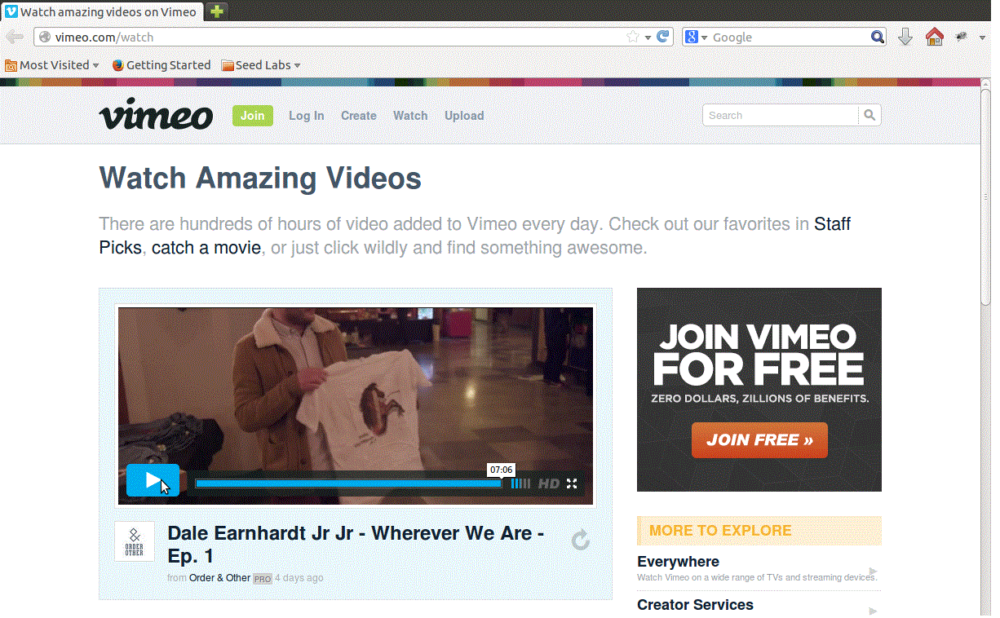 Watch amazing videos on Vimeo
vimeo.com/watch
Google
Most Visited
Getting Started
Seed Labs
vimeo
Join
Log In
Create
Watch
Upload
Search
Watch Amazing Videos
There are hundreds of hours of video added to Vimeo every day. Check out our favorites in Staff
Picks, catch a movie, or just click wildly and find something awesome.
JOIN VIMEO
FOR FREE
ZERO DOLLARS, ZILLIONS OF BENEFITS.
JOIN FREE »
07:06
HD
&
ORDER
OTHER
Dale Earnhardt Jr Jr - Wherever We Are -
Ep. 1
from Order & Other PRO 4 days ago
MORE TO EXPLORE
Everywhere
Watch Vimeo on a wide range of TVs and streaming devices.
Creator Services